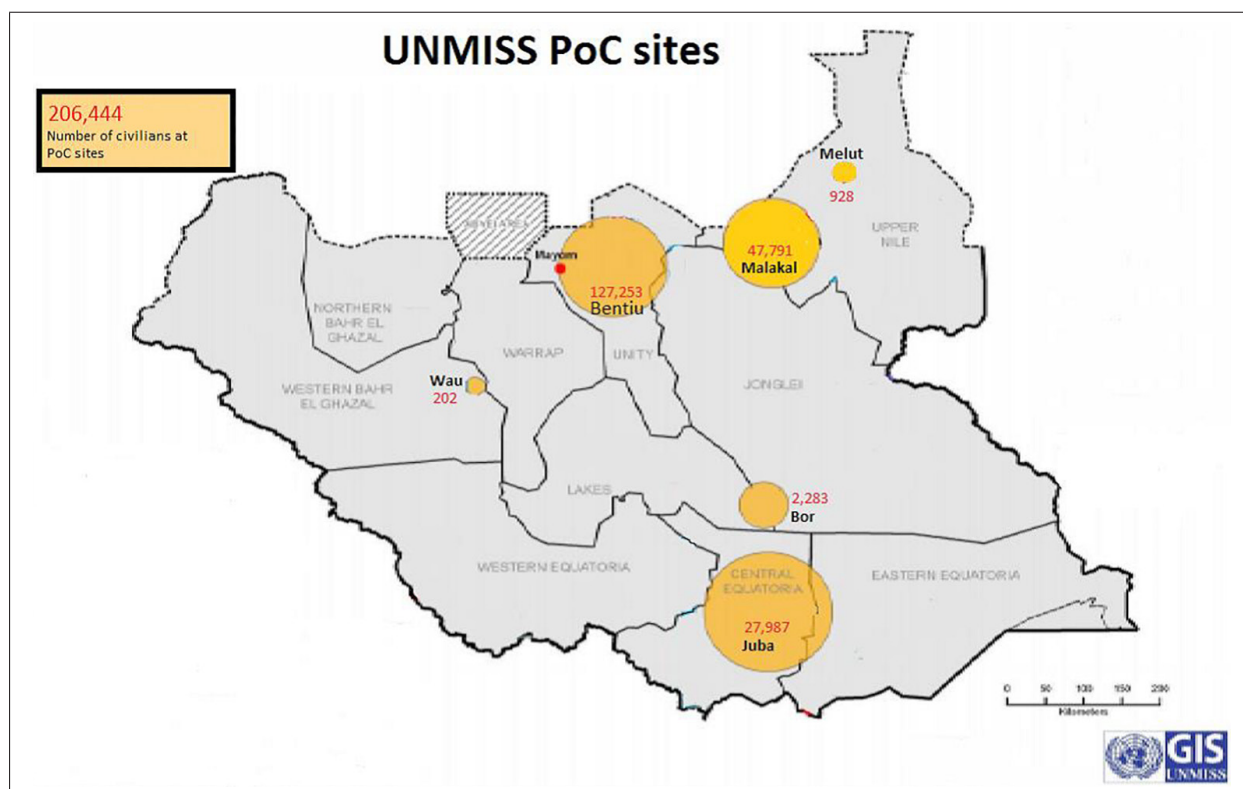 UNMISS PoC sites
206,444
Number of civilians at
PoC sites
Melut
928
ABYEI AREA
UPPER
NILE
47,791
Malakal
Mayom
127,253
Bentiu
NORTHERN
BAHR EL
GHAZAL
WARRAP
UNITY
JONGLEI
WESTERN BAHR
EL GHAZAL
Wau
202
LAKES
2,283
Bor
WESTERN EQUATORIA
CENTRAL
EQUATORIA
EASTERN EQUATORIA
27,987
Juba
0 50 100 150 200
Kilometers
GIS
UNMISS